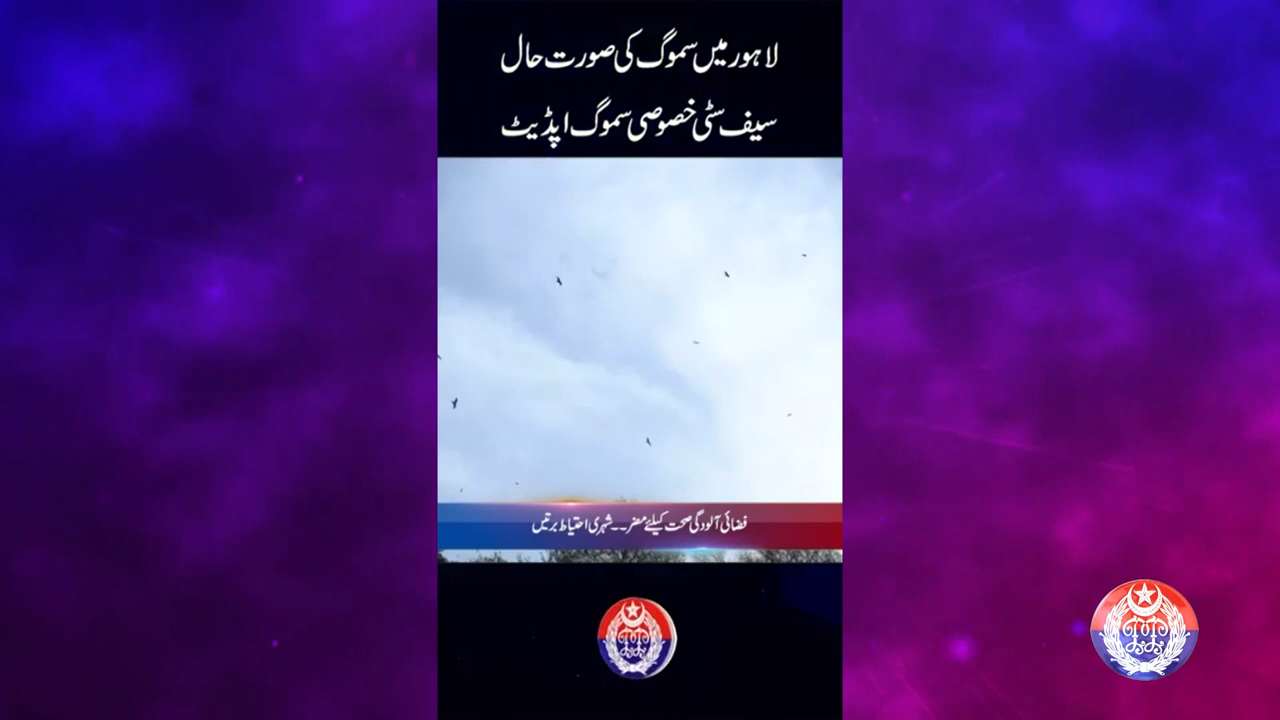 لاہور میں سموگ کی صورت حال
سیف سٹی خصوصی سموگ اپڈیٹ
فضائی آلودگی صحت کیلئے مضر۔۔شہری احتیاط برتیں